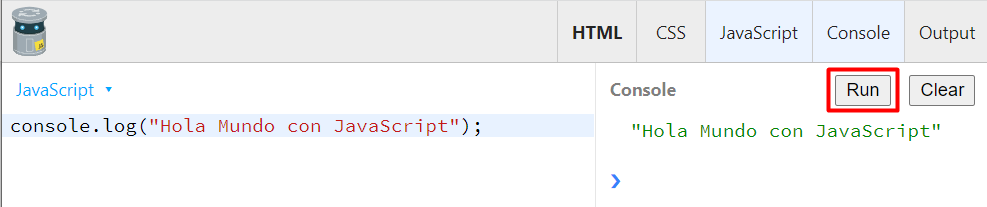 HTML CSS JavaScript Console Output
JavaScript ▾
console.log("Hola Mundo con JavaScript");
Console Run Clear
"Hola Mundo con JavaScript"
❯